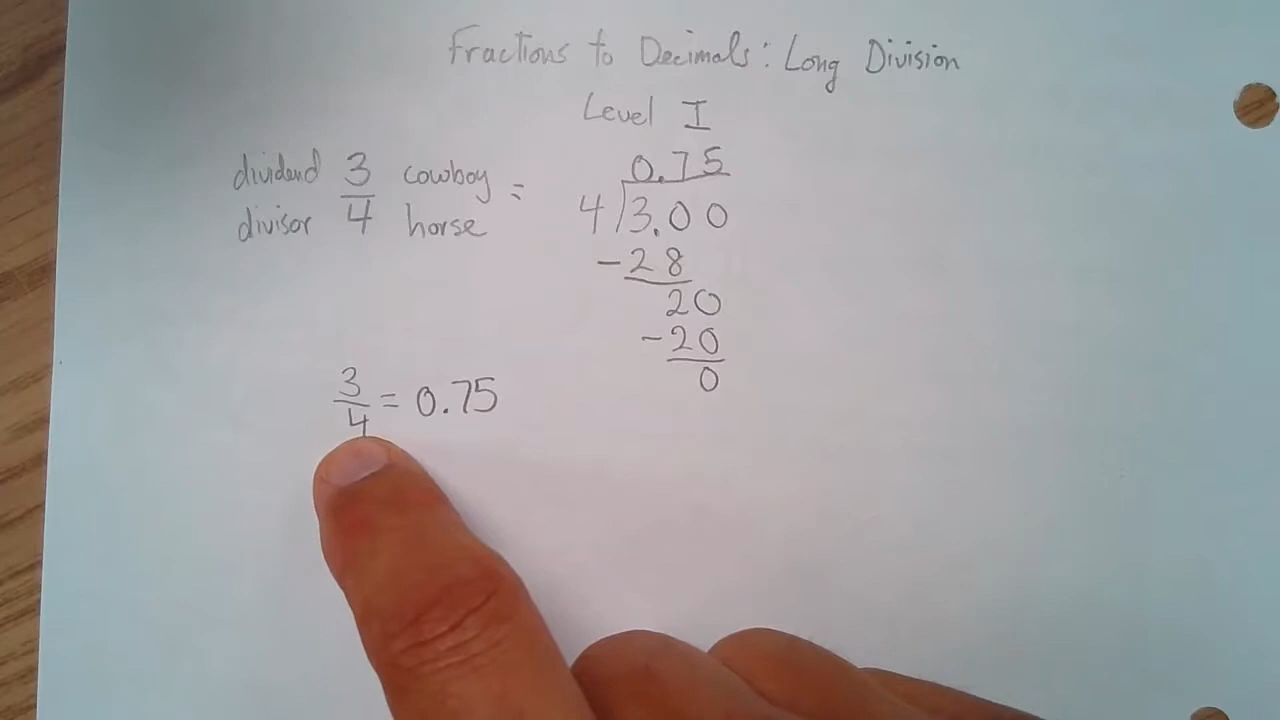 Fractions to Decimals: Long Division
Level I
dividend 3 cowboy =
divisor 4 horse
0.75
4 3.00
-28
20
-20
0
3
4 = 0.75